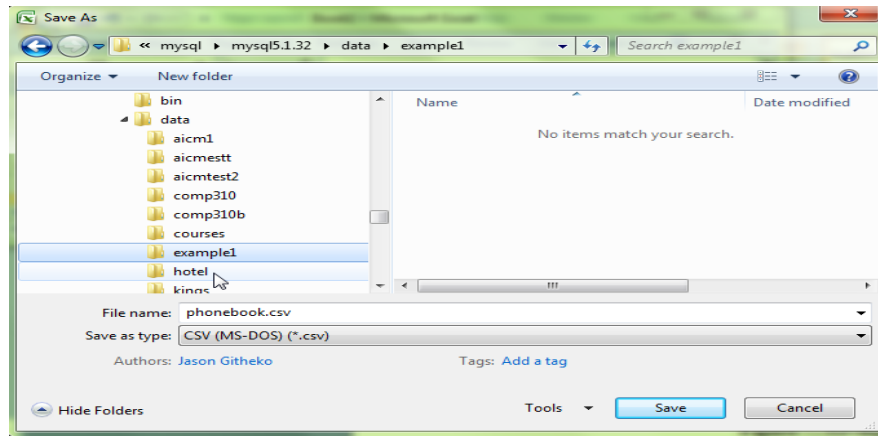 Save As
« mysql ▸ mysql5.1.32 ▸ data ▸ example1
Search example1
Organize
New folder
bin
data
aicm1
aicmestt
aicmtest2
comp310
comp310b
courses
example1
hotel
kings
Name
Date modified
No items match your search.
File name: phonebook.csv
Save as type: CSV (MS-DOS) (*.csv)
Authors: Jason Githeko
Tags: Add a tag
Hide Folders
Tools
Save
Cancel